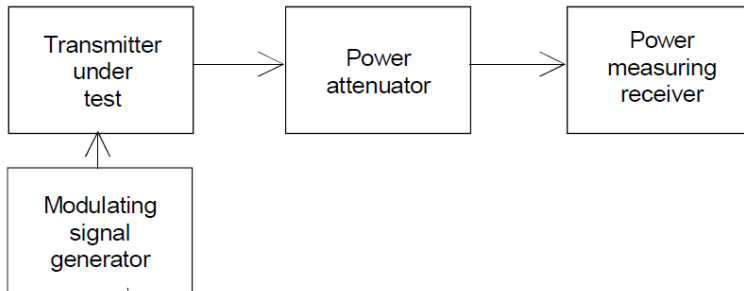 Transmitter
under
test
Power
attenuator
Power
measuring
receiver
Modulating
signal
generator